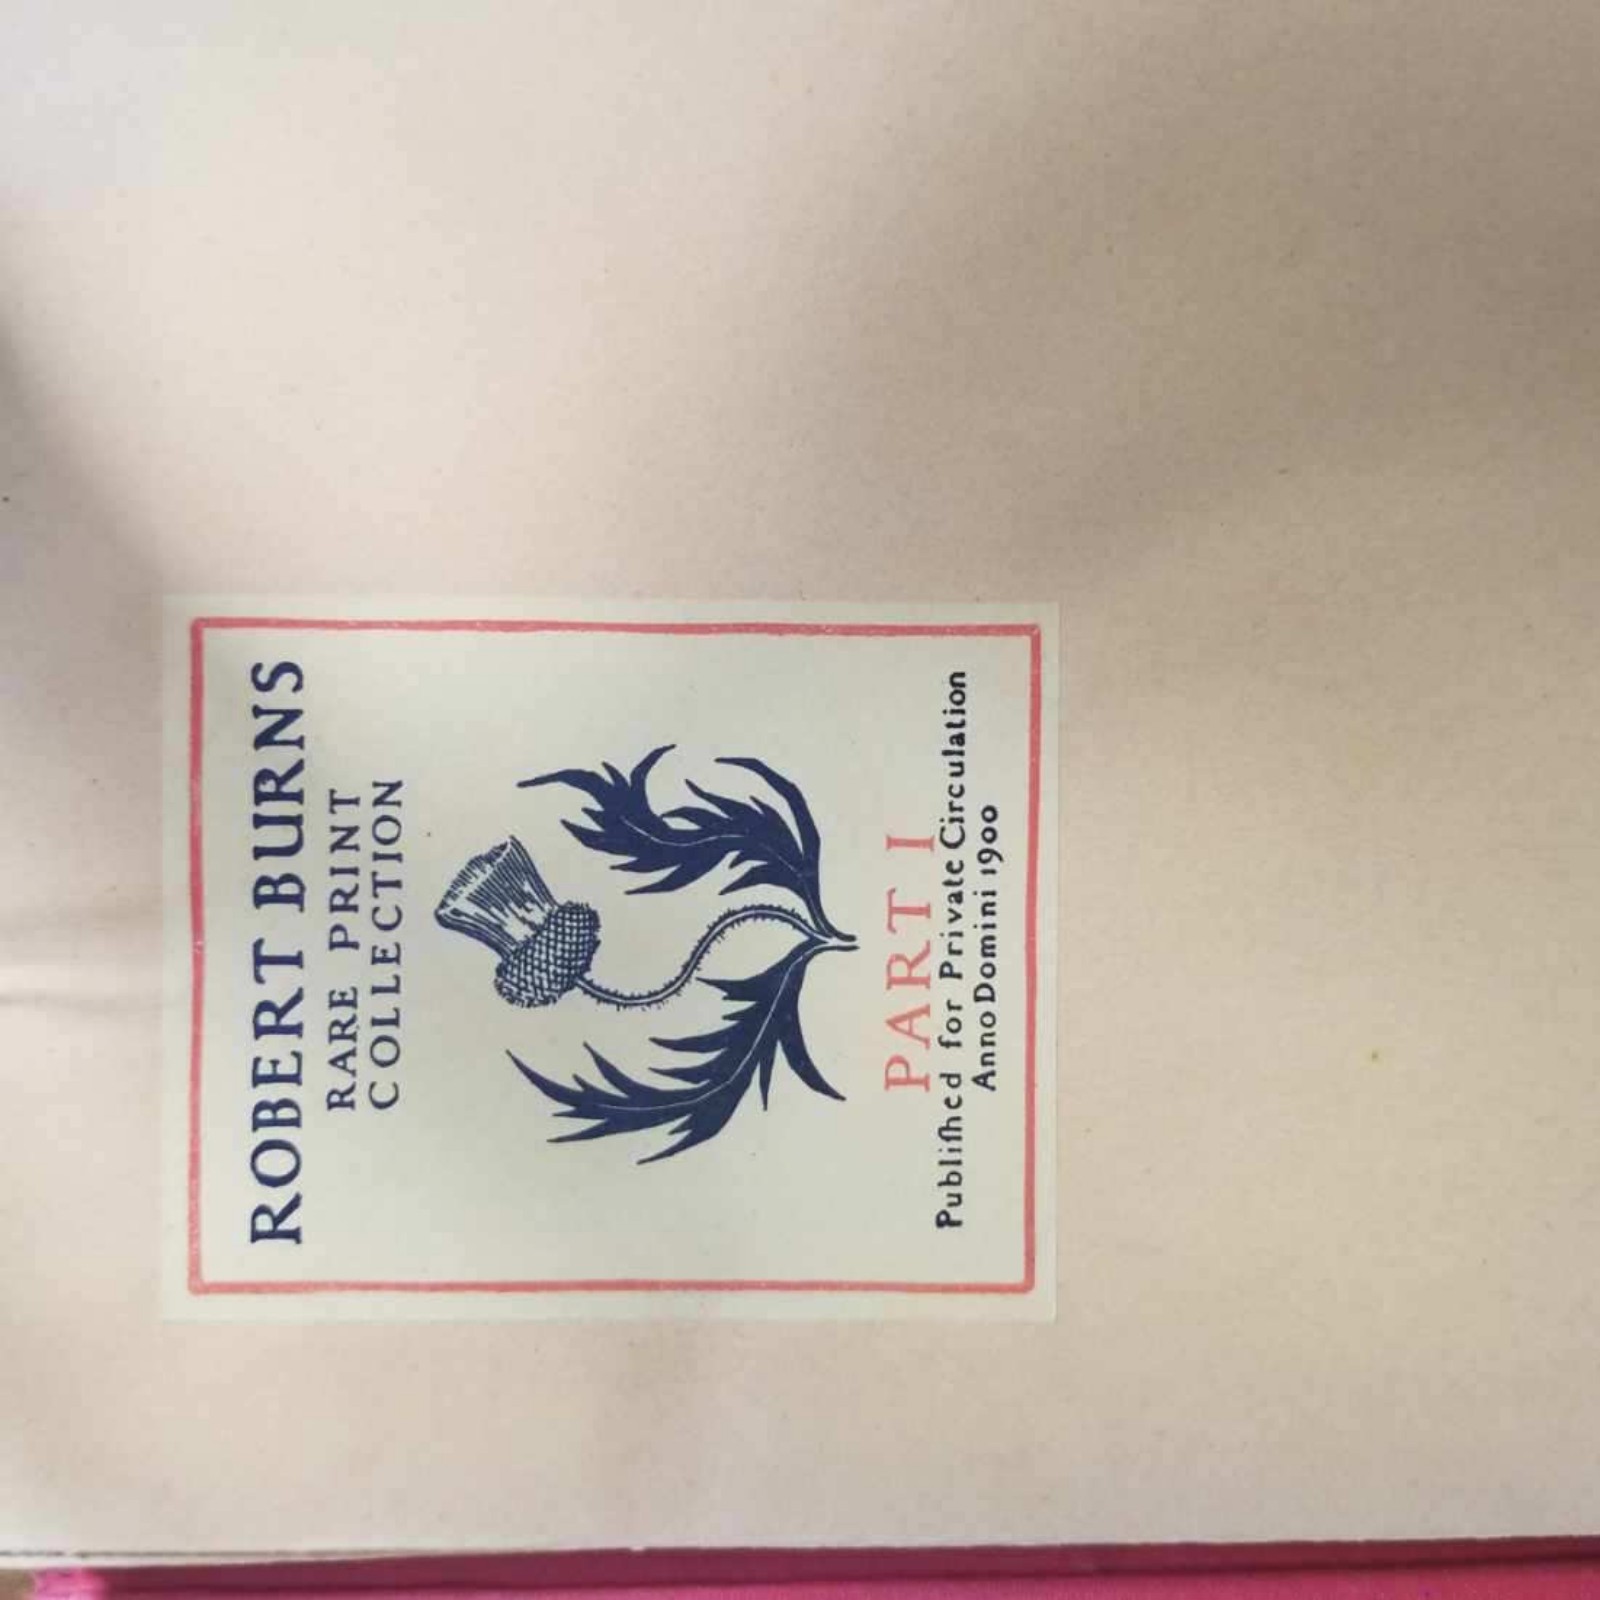 ROBERT BURNS
RARE PRINT
COLLECTION
PART I
Publiſhed for Private Circulation
Anno Domini 1900